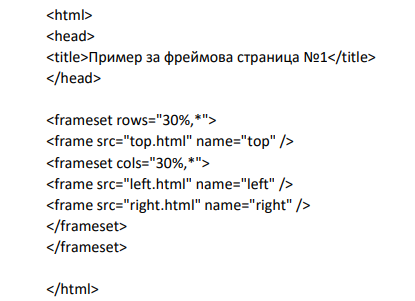 <html>
<head>
<title>Пример за фреймова страница №1</title>
</head>
<frameset rows="30%,*">
<frame src="top.html" name="top" />
<frameset cols="30%,*">
<frame src="left.html" name="left" />
<frame src="right.html" name="right" />
</frameset>
</frameset>
</html>